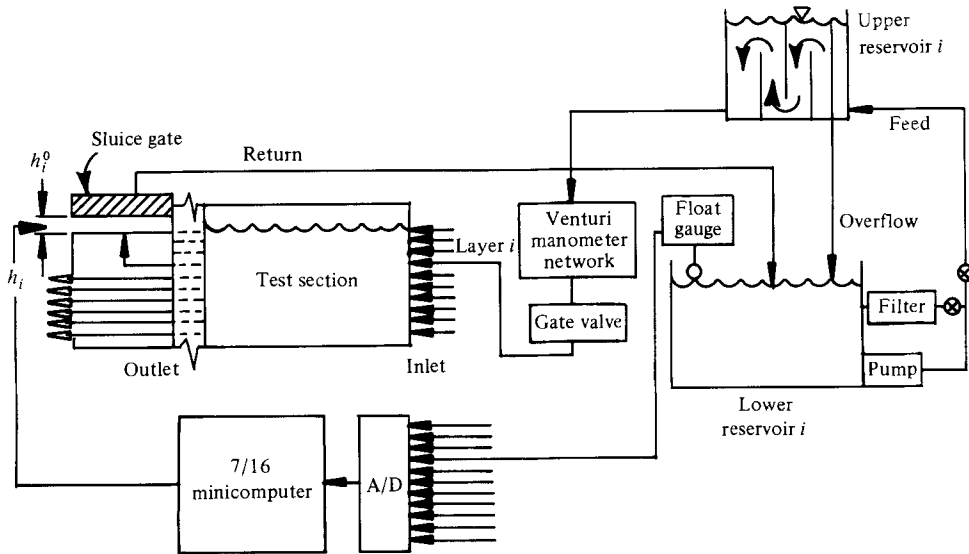 Upper
reservoir i
Feed
Sluice gate
h_i^0
Return
Float
gauge
Overflow
Venturi
manometer
network
Layer i
Test section
h_i
Gate valve
Filter
Outlet
Inlet
Pump
Lower
reservoir i
7/16
minicomputer
A/D